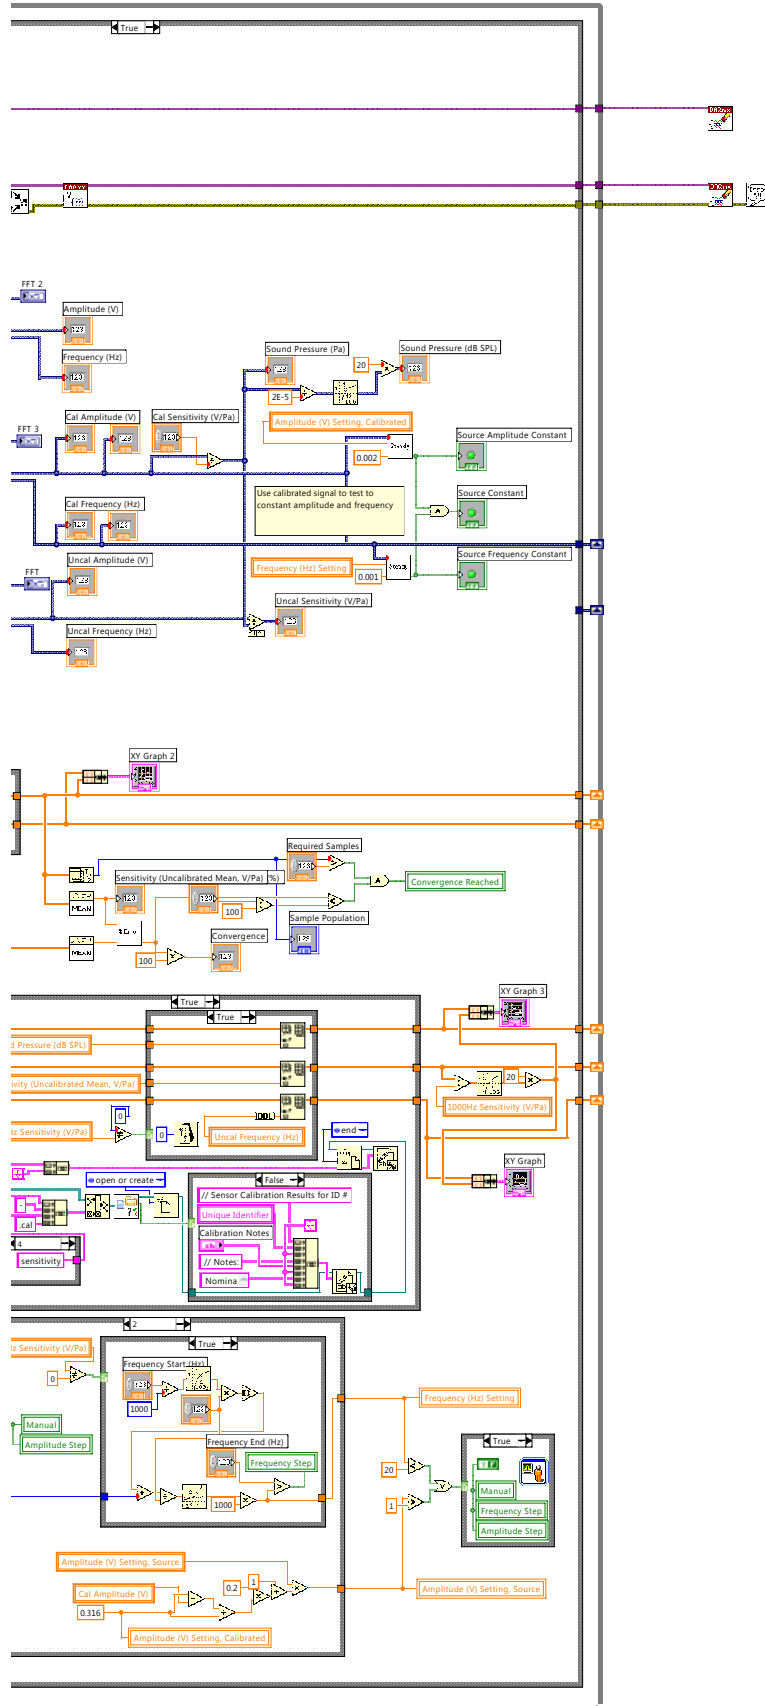 True
FFT 2
Amplitude (V)
Frequency (Hz)
Sound Pressure (Pa)
Sound Pressure (dB SPL)
20
2E-5
Cal Amplitude (V)
Cal Sensitivity (V/Pa)
Amplitude (V) Setting, Calibrated
FFT 3
Source Amplitude Constant
0.002
Use calibrated signal to test to
constant amplitude and frequency
Source Constant
Cal Frequency (Hz)
Uncal Amplitude (V)
Source Frequency Constant
FFT
Frequency (Hz) Setting
0.001
Uncal Sensitivity (V/Pa)
Uncal Frequency (Hz)
XY Graph 2
Required Samples
Sensitivity (Uncalibrated Mean, V/Pa)
%)
Convergence Reached
MEAN
100
Sample Population
Convergence
MEAN
100
XY Graph 3
True
True
d Pressure (dB SPL)
20
ivity (Uncalibrated Mean, V/Pa)
1000Hz Sensitivity (V/Pa)
0
Hz Sensitivity (V/Pa)
0
Uncal Frequency (Hz)
end
XY Graph
open or create
False
// Sensor Calibration Results for ID #
Unique Identifier
.cal
Calibration Notes
4
sensitivity
// Notes:
Nomina
2
True
Hz Sensitivity (V/Pa)
Frequency Start (Hz)
0
1000
Frequency (Hz) Setting
Manual
Amplitude Step
Frequency End (Hz)
True
Frequency Step
20
Manual
1000
1
Frequency Step
Amplitude Step
Amplitude (V) Setting, Source
Cal Amplitude (V)
0.2
1
Amplitude (V) Setting, Source
0.316
Amplitude (V) Setting, Calibrated